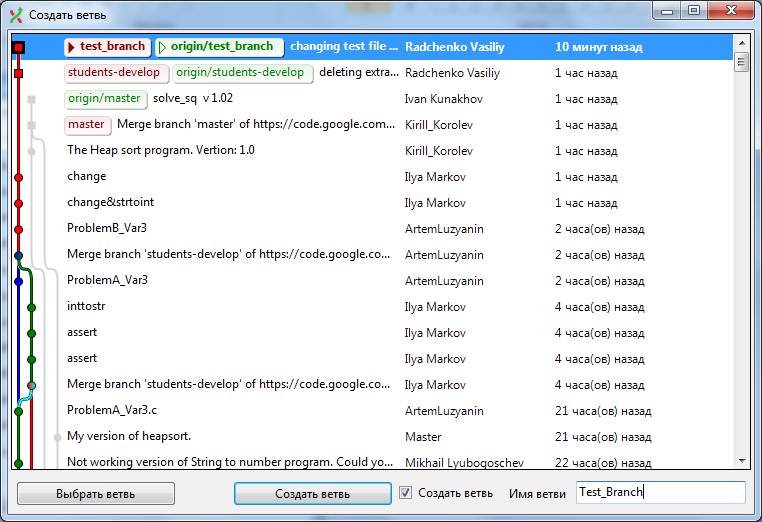 Создать ветвь
test_branch origin/test_branch changing test file ... Radchenko Vasiliy 10 минут назад
students-develop origin/students-develop deleting extra... Radchenko Vasiliy 1 час назад
origin/master solve_sq v 1.02 Ivan Kunakhov 1 час назад
master Merge branch 'master' of https://code.google.com... Kirill_Korolev 1 час назад
The Heap sort program. Vertion: 1.0 Kirill_Korolev 1 час назад
change Ilya Markov 1 час назад
change&strtoint Ilya Markov 1 час назад
ProblemB_Var3 ArtemLuzyanin 2 часа(ов) назад
Merge branch 'students-develop' of https://code.google.co... ArtemLuzyanin 2 часа(ов) назад
ProblemA_Var3 ArtemLuzyanin 2 часа(ов) назад
inttostr Ilya Markov 4 часа(ов) назад
assert Ilya Markov 4 часа(ов) назад
assert Ilya Markov 4 часа(ов) назад
Merge branch 'students-develop' of https://code.google.co... Ilya Markov 4 часа(ов) назад
ProblemA_Var3.c ArtemLuzyanin 21 часа(ов) назад
My version of heapsort. Master 21 часа(ов) назад
Not working version of String to number program. Could yo... Mikhail Lyubogoschev 22 часа(ов) назад
Выбрать ветвь Создать ветвь Создать ветвь Имя ветви Test_Branch